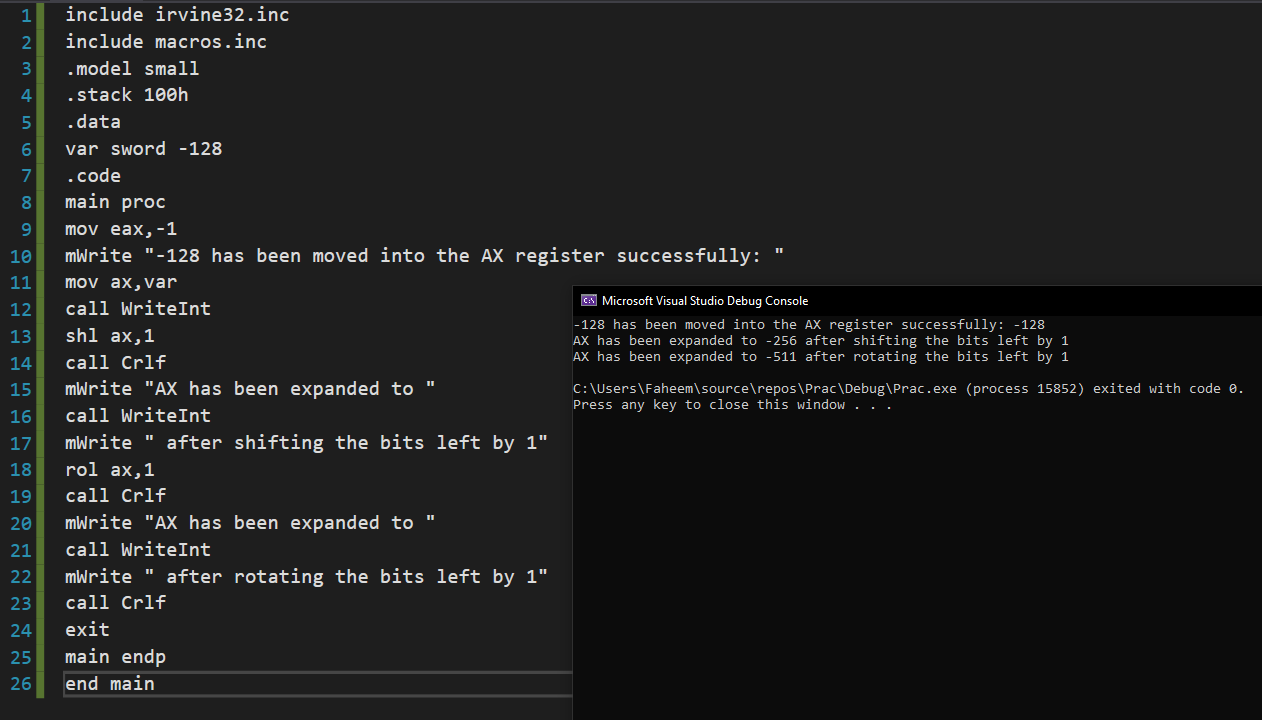 1 include irvine32.inc
2 include macros.inc
3 .model small
4 .stack 100h
5 .data
6 var sword -128
7 .code
8 main proc
9 mov eax,-1
10 mWrite "-128 has been moved into the AX register successfully: "
11 mov ax,var
12 call WriteInt
13 shl ax,1
14 call Crlf
15 mWrite "AX has been expanded to "
16 call WriteInt
17 mWrite " after shifting the bits left by 1"
18 rol ax,1
19 call Crlf
20 mWrite "AX has been expanded to "
21 call WriteInt
22 mWrite " after rotating the bits left by 1"
23 call Crlf
24 exit
25 main endp
26 end main
C:\ Microsoft Visual Studio Debug Console
-128 has been moved into the AX register successfully: -128
AX has been expanded to -256 after shifting the bits left by 1
AX has been expanded to -511 after rotating the bits left by 1
C:\Users\Faheem\source\repos\Prac\Debug\Prac.exe (process 15852) exited with code 0.
Press any key to close this window . . .